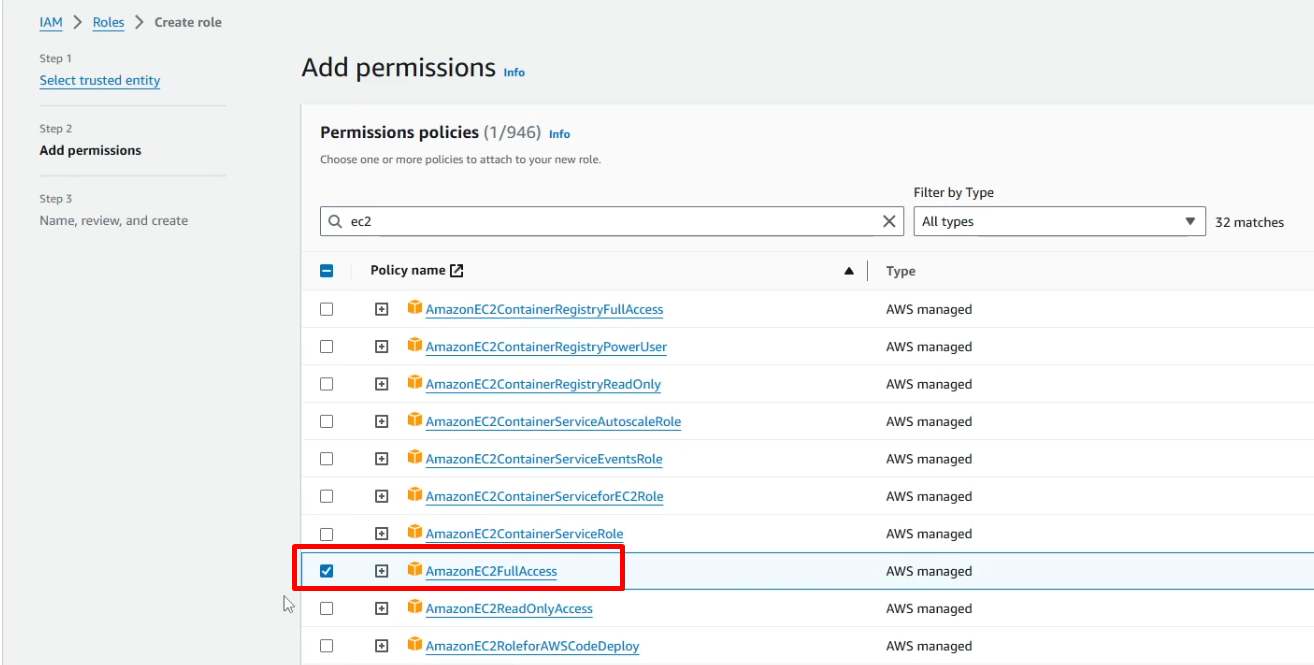 IAM > Roles > Create role
Step 1
Select trusted entity
Step 2
Add permissions
Step 3
Name, review, and create
Add permissions Info
Permissions policies (1/946) Info
Choose one or more policies to attach to your new role.
Filter by Type
ec2
All types
32 matches
Policy name
Type
AmazonEC2ContainerRegistryFullAccess AWS managed
AmazonEC2ContainerRegistryPowerUser AWS managed
AmazonEC2ContainerRegistryReadOnly AWS managed
AmazonEC2ContainerServiceAutoscaleRole AWS managed
AmazonEC2ContainerServiceEventsRole AWS managed
AmazonEC2ContainerServiceforEC2Role AWS managed
AmazonEC2ContainerServiceRole AWS managed
AmazonEC2FullAccess AWS managed
AmazonEC2ReadOnlyAccess AWS managed
AmazonEC2RoleforAWSCodeDeploy AWS managed